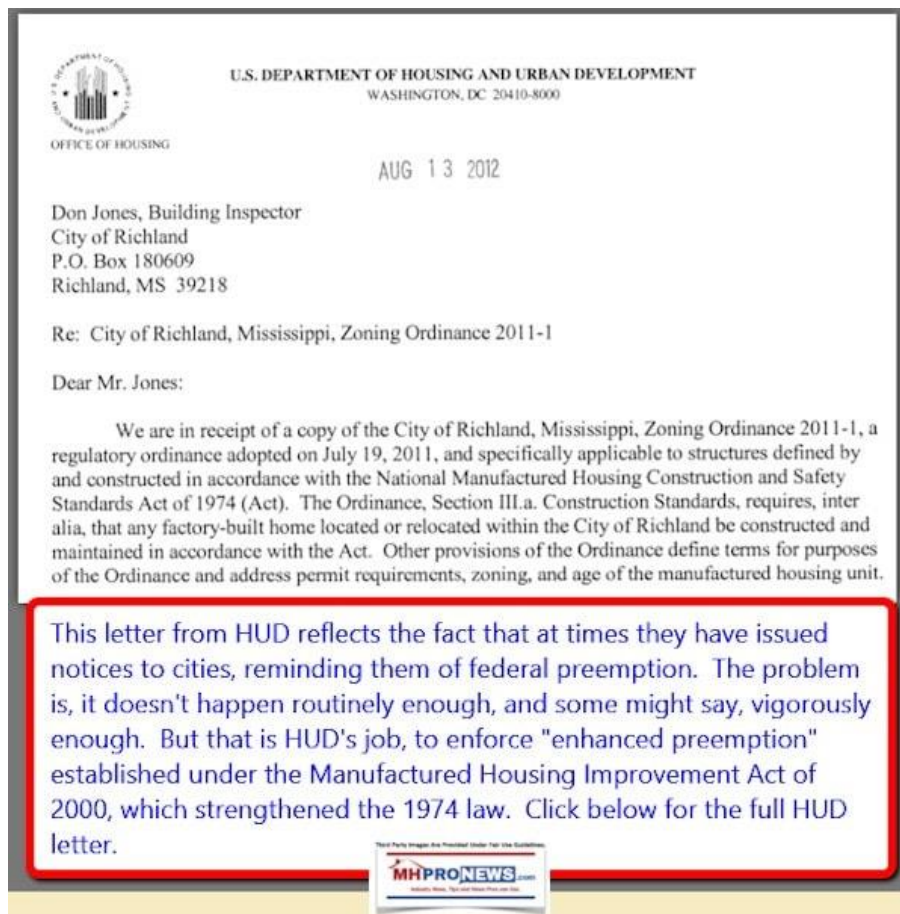 U.S. DEPARTMENT OF HOUSING AND URBAN DEVELOPMENT
WASHINGTON, DC 20410-8000
OFFICE OF HOUSING
AUG 13 2012
Don Jones, Building Inspector
City of Richland
P.O. Box 180609
Richland, MS 39218
Re: City of Richland, Mississippi, Zoning Ordinance 2011-1
Dear Mr. Jones:
We are in receipt of a copy of the City of Richland, Mississippi, Zoning Ordinance 2011-1, a
regulatory ordinance adopted on July 19, 2011, and specifically applicable to structures defined by
and constructed in accordance with the National Manufactured Housing Construction and Safety
Standards Act of 1974 (Act). The Ordinance, Section III.a. Construction Standards, requires, inter
alia, that any factory-built home located or relocated within the City of Richland be constructed and
maintained in accordance with the Act. Other provisions of the Ordinance define terms for purposes
of the Ordinance and address permit requirements, zoning, and age of the manufactured housing unit.
This letter from HUD reflects the fact that at times they have issued
notices to cities, reminding them of federal preemption. The problem
is, it doesn't happen routinely enough, and some might say, vigorously
enough. But that is HUD's job, to enforce "enhanced preemption"
established under the Manufactured Housing Improvement Act of
2000, which strengthened the 1974 law. Click below for the full HUD
letter.
Third Party Images Are Provided Under Fair Use Guidelines.
MHPRONEWS.com